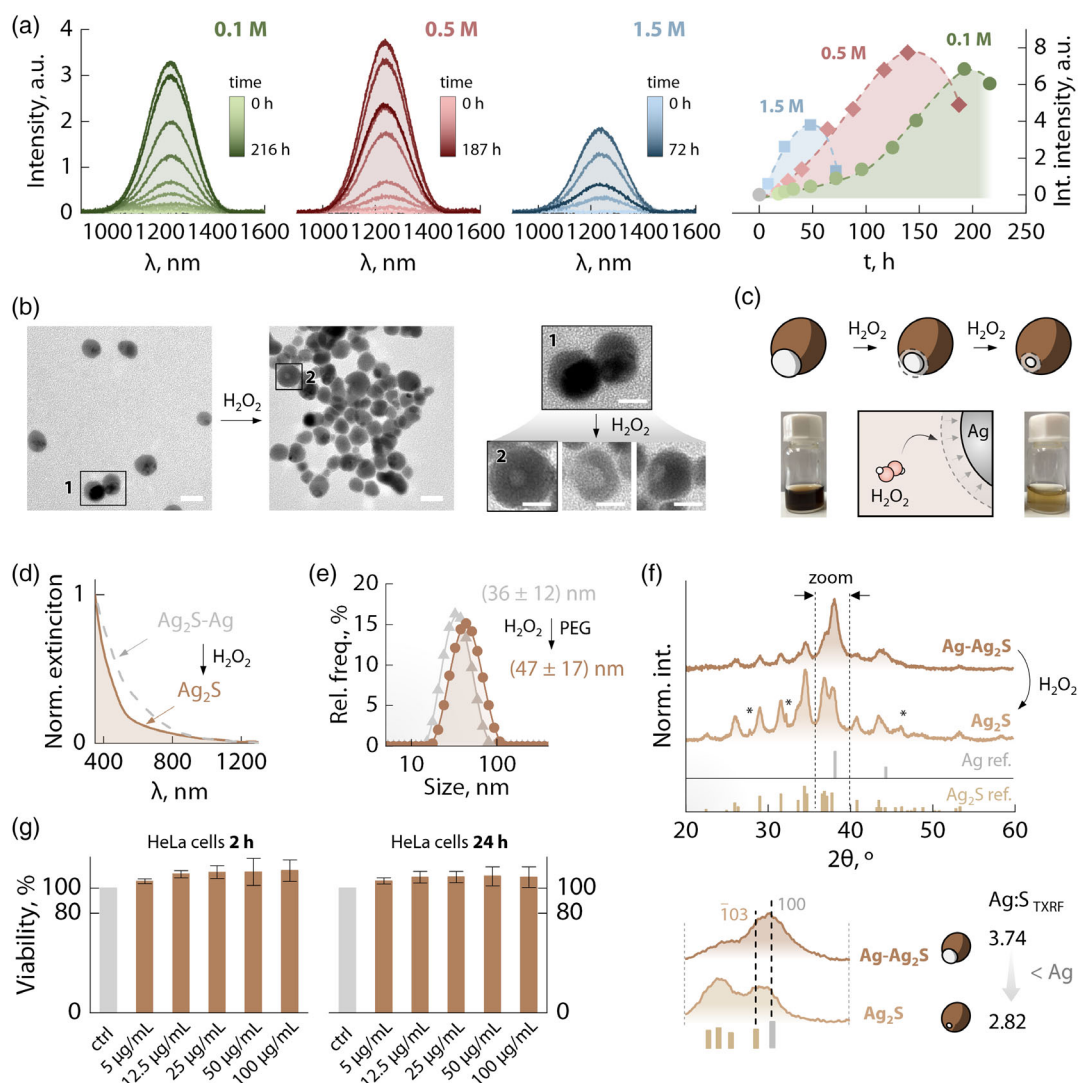 (a)
0.1 M
0.5 M
1.5 M
Intensity, a.u.
4
3
2
1
0
time
0 h
216 h
time
0 h
187 h
time
0 h
72 h
1000 1200 1400 1600
1000 1200 1400 1600
1000 1200 1400 1600
λ, nm
λ, nm
λ, nm
0.5 M
0.1 M
1.5 M
8
6
4
2
0
Int. intensity, a.u.
0 50 100 150 200 250
t, h
(b)
1
H₂O₂
2
1
H₂O₂
2
(c)
H₂O₂
H₂O₂
Ag
H₂O₂
(d)
Norm. extinciton
1
0
Ag₂S-Ag
H₂O₂
Ag₂S
400 800 1200
λ, nm
(e)
Rel. freq., %
20
15
10
5
0
(36 ± 12) nm
H₂O₂
PEG
(47 ± 17) nm
10 100
Size, nm
(f)
Norm. int.
zoom
Ag-Ag₂S
H₂O₂
*
*
*
Ag₂S
Ag ref.
Ag₂S ref.
20 30 40 50 60
2θ, º
1̄03
100
Ag-Ag₂S
Ag₂S
Ag:S TXRF
3.74
< Ag
2.82
(g)
HeLa cells 2 h
HeLa cells 24 h
Viability, %
100
80
0
100
80
0
ctrl
5 μg/mL
12.5 μg/mL
25 μg/mL
50 μg/mL
100 μg/mL
ctrl
5 μg/mL
12.5 μg/mL
25 μg/mL
50 μg/mL
100 μg/mL